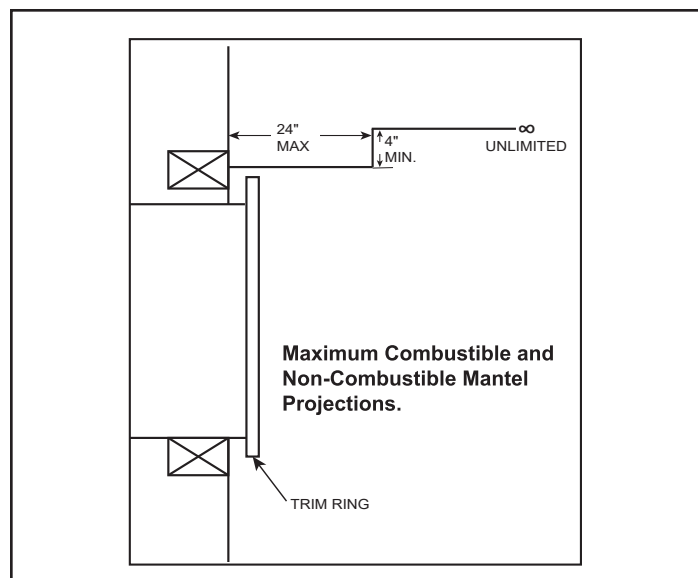 24"
MAX
4"
MIN.
∞
UNLIMITED
Maximum Combustible and
Non-Combustible Mantel
Projections.
TRIM RING